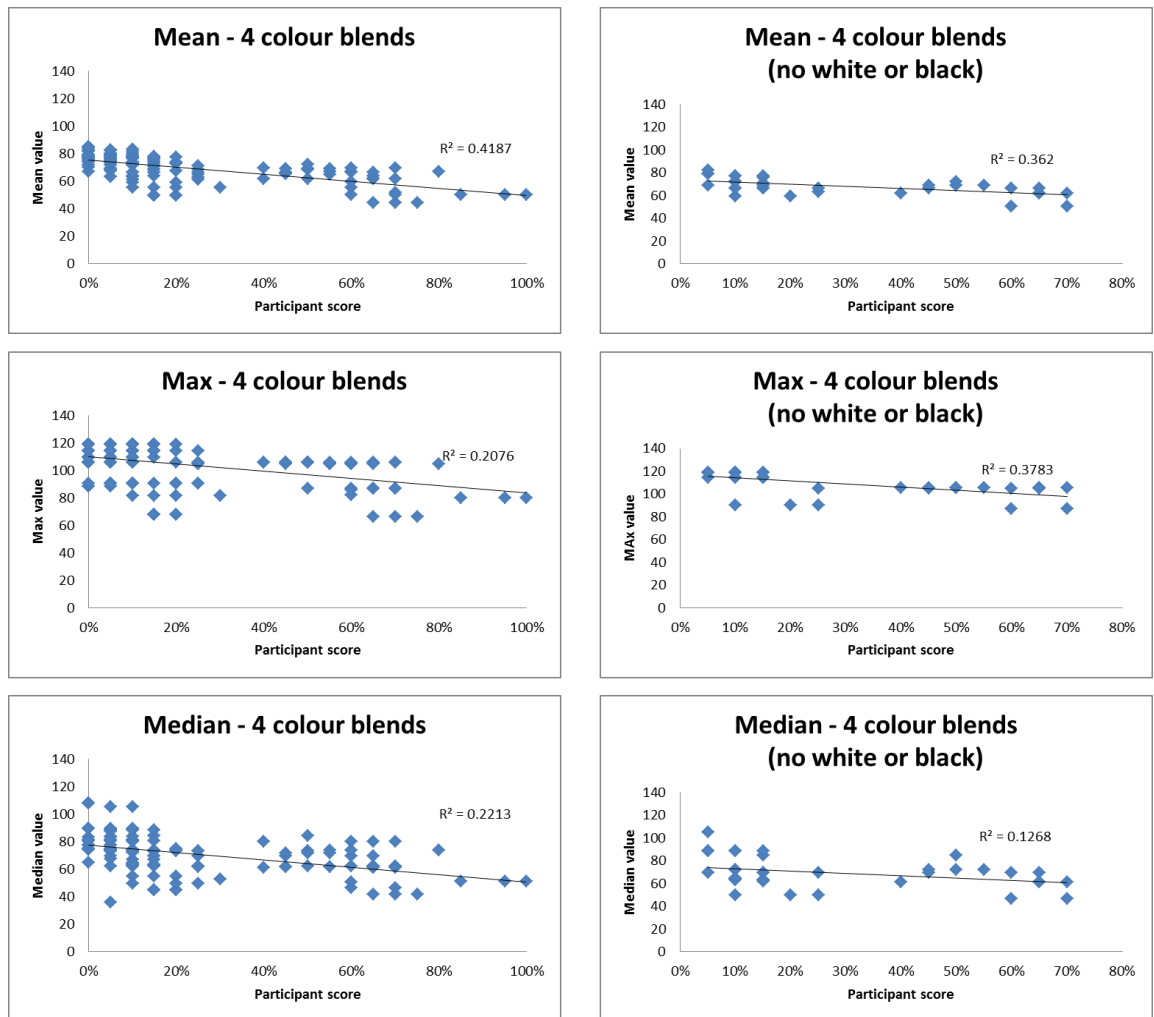 Mean - 4 colour blends
140
120
100
80
60
40
20
0
Mean value
R² = 0.4187
0% 20% 40% 60% 80% 100%
Participant score
Mean - 4 colour blends
(no white or black)
140
120
100
80
60
40
20
0
Mean value
R² = 0.362
0% 10% 20% 30% 40% 50% 60% 70% 80%
Participant score
Max - 4 colour blends
140
120
100
80
60
40
20
0
Max value
R² = 0.2076
0% 20% 40% 60% 80% 100%
Participant score
Max - 4 colour blends
(no white or black)
140
120
100
80
60
40
20
0
MAx value
R² = 0.3783
0% 10% 20% 30% 40% 50% 60% 70% 80%
Participant score
Median - 4 colour blends
140
120
100
80
60
40
20
0
Median value
R² = 0.2213
0% 20% 40% 60% 80% 100%
Participant score
Median - 4 colour blends
(no white or black)
140
120
100
80
60
40
20
0
Median value
R² = 0.1268
0% 10% 20% 30% 40% 50% 60% 70% 80%
Participant score